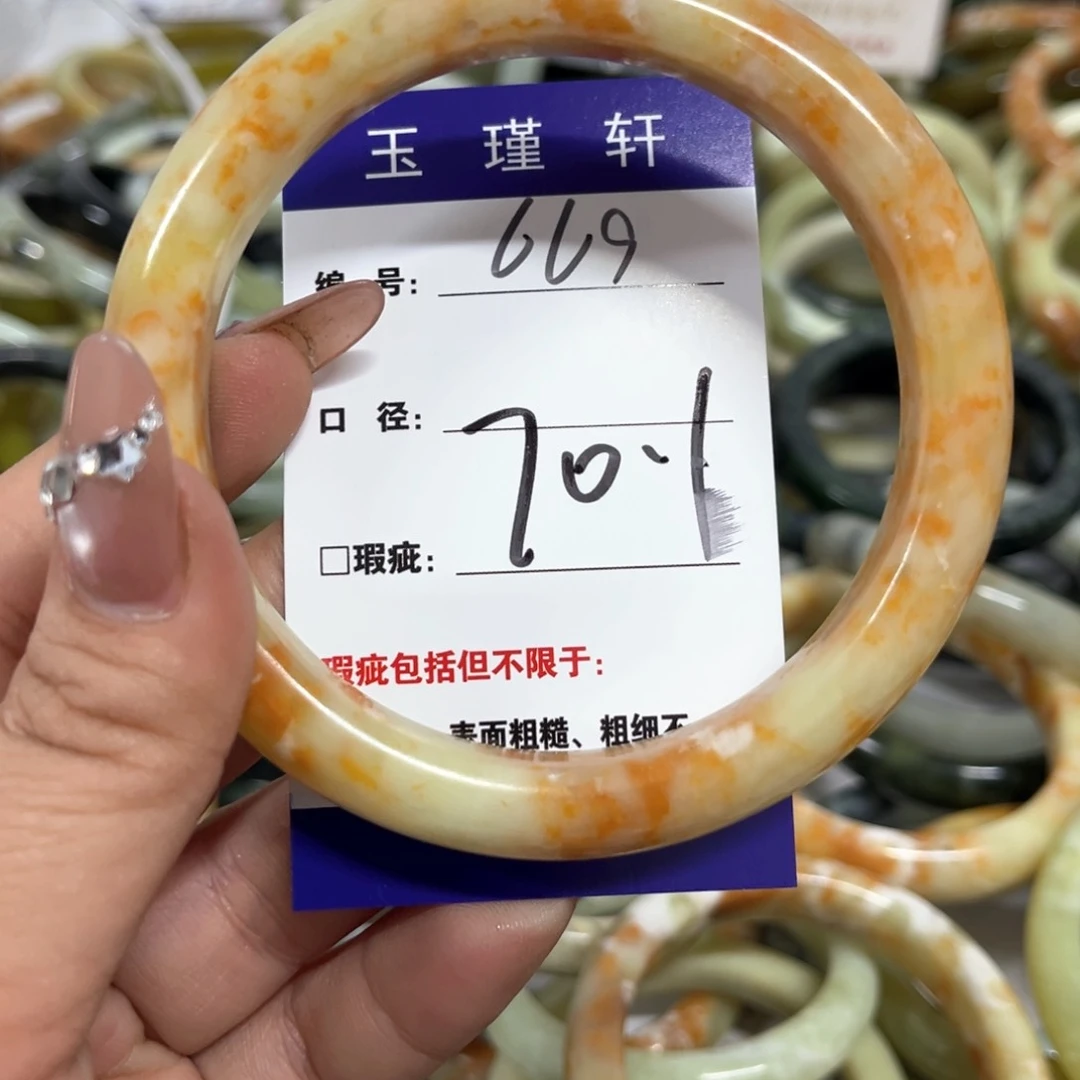 玉瑾轩
编号: 669
口径: 70.1
□瑕疵:
瑕疵包括但不限于:
表面粗糙、粗细不